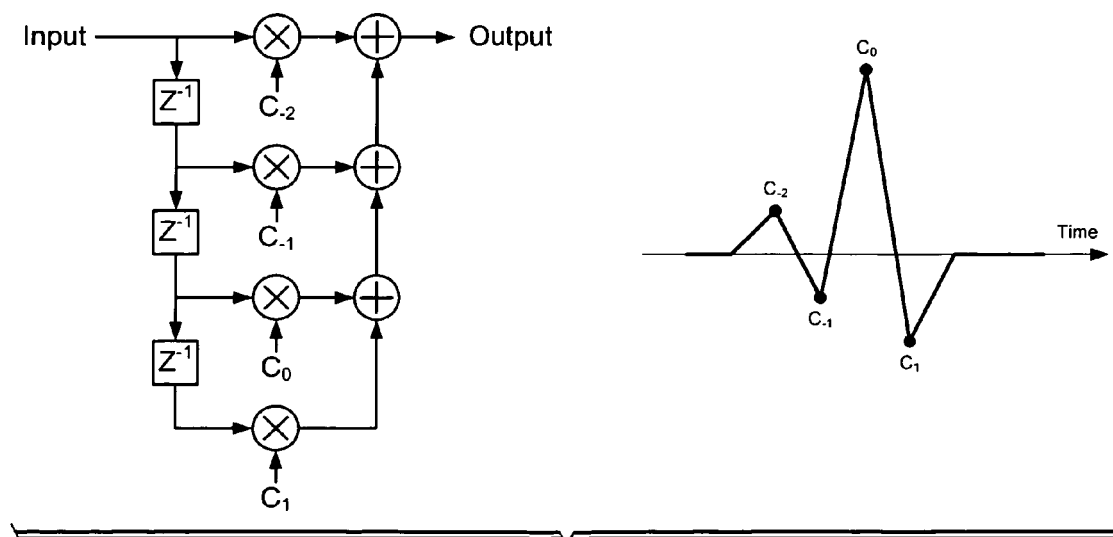 Input
Output
Z⁻¹
C₋₂
Z⁻¹
C₋₁
Z⁻¹
C₀
C₁
C₀
C₋₂
Time
C₋₁
C₁